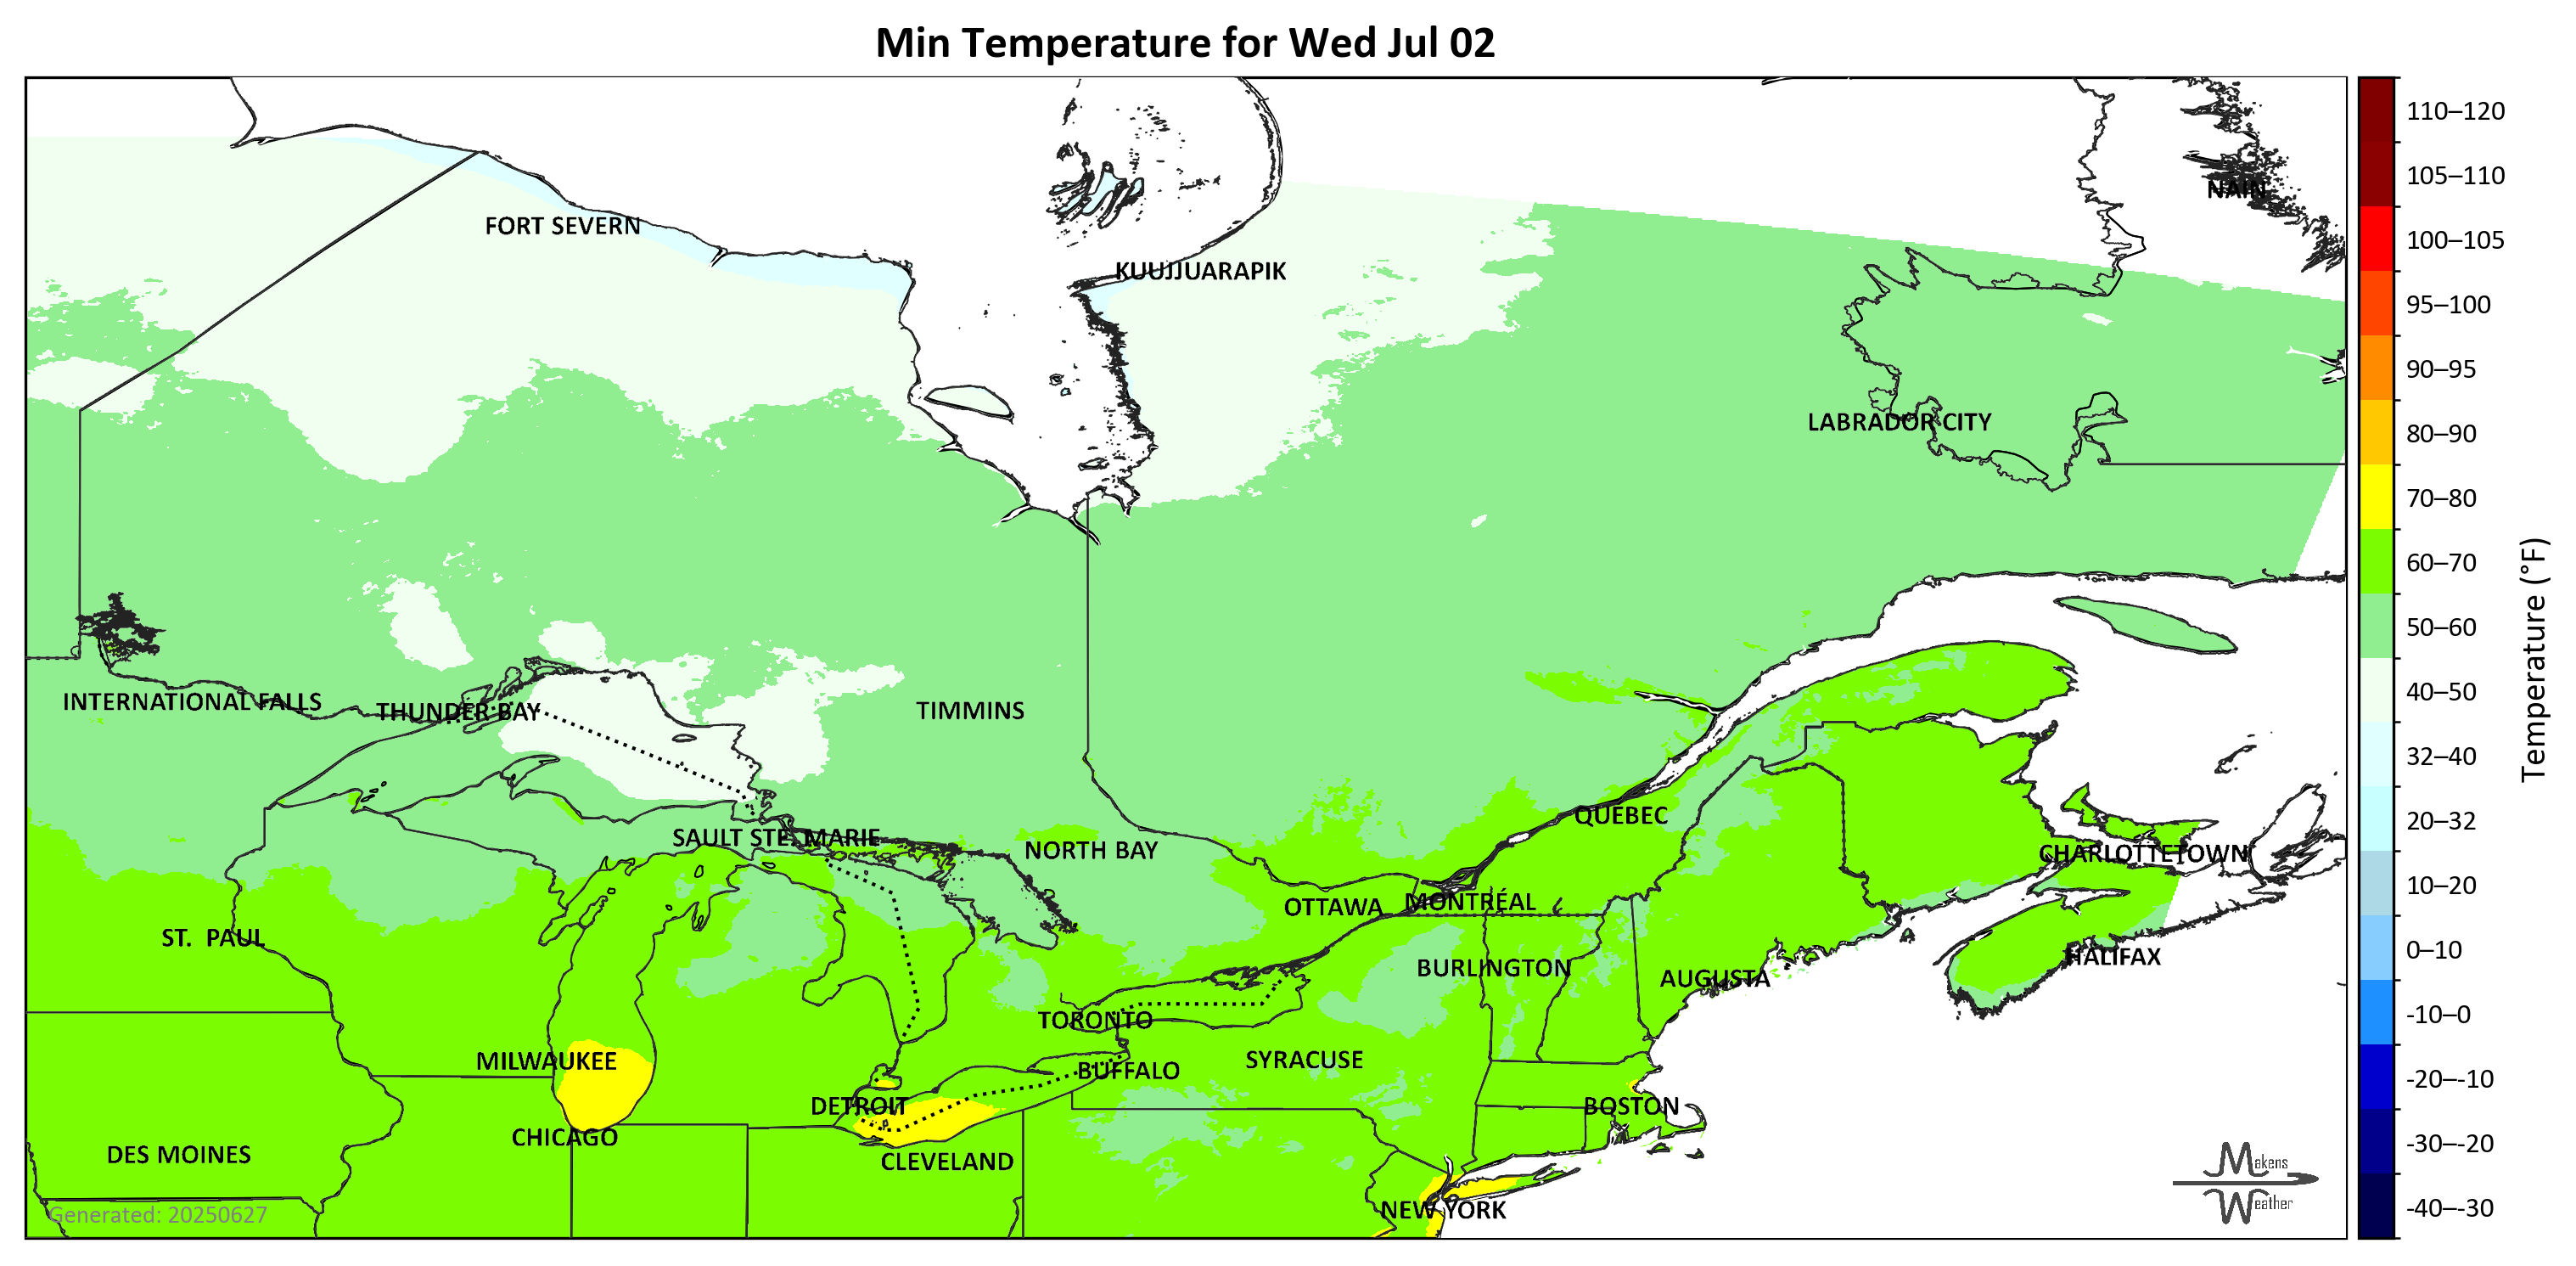 Min Temperature for Wed Jul 02
NAIN
FORT SEVERN
KUUJJUARAPIK
LABRADOR CITY
INTERNATIONAL FALLS
THUNDER BAY
TIMMINS
QUÉBEC
SAULT STE. MARIE
NORTH BAY
CHARLOTTETOWN
OTTAWA
MONTRÉAL
ST. PAUL
HALIFAX
BURLINGTON
AUGUSTA
TORONTO
MILWAUKEE
SYRACUSE
BUFFALO
DETROIT
BOSTON
CHICAGO
DES MOINES
CLEVELAND
NEW YORK
Generated: 20250627
Makens
Weather
110–120
105–110
100–105
95–100
90–95
80–90
70–80
60–70
50–60
40–50
32–40
20–32
10–20
0–10
-10–0
-20–-10
-30–-20
-40–-30
Temperature (°F)